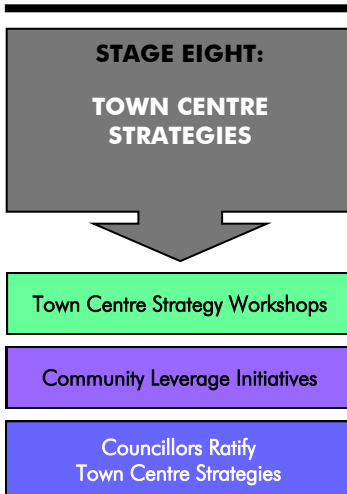 STAGE EIGHT:
TOWN CENTRE
STRATEGIES
Town Centre Strategy Workshops
Community Leverage Initiatives
Councillors Ratify
Town Centre Strategies